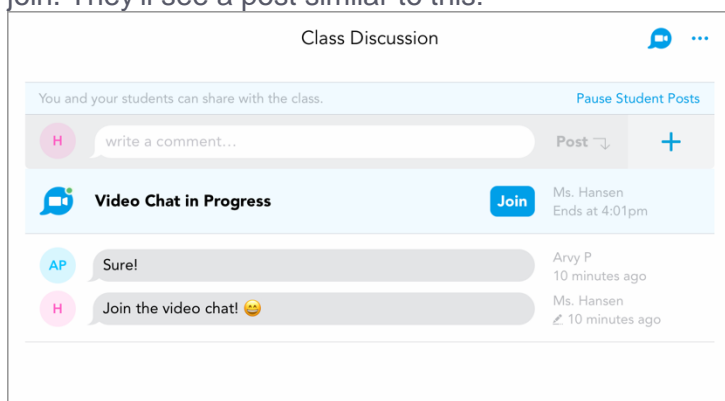 join. They'll see a post similar to this:
Class Discussion
You and your students can share with the class.
Pause Student Posts
H
write a comment...
Post
Video Chat in Progress
Join
Ms. Hansen
Ends at 4:01pm
AP
Sure!
Arvy P
10 minutes ago
H
Join the video chat! 😄
Ms. Hansen
10 minutes ago